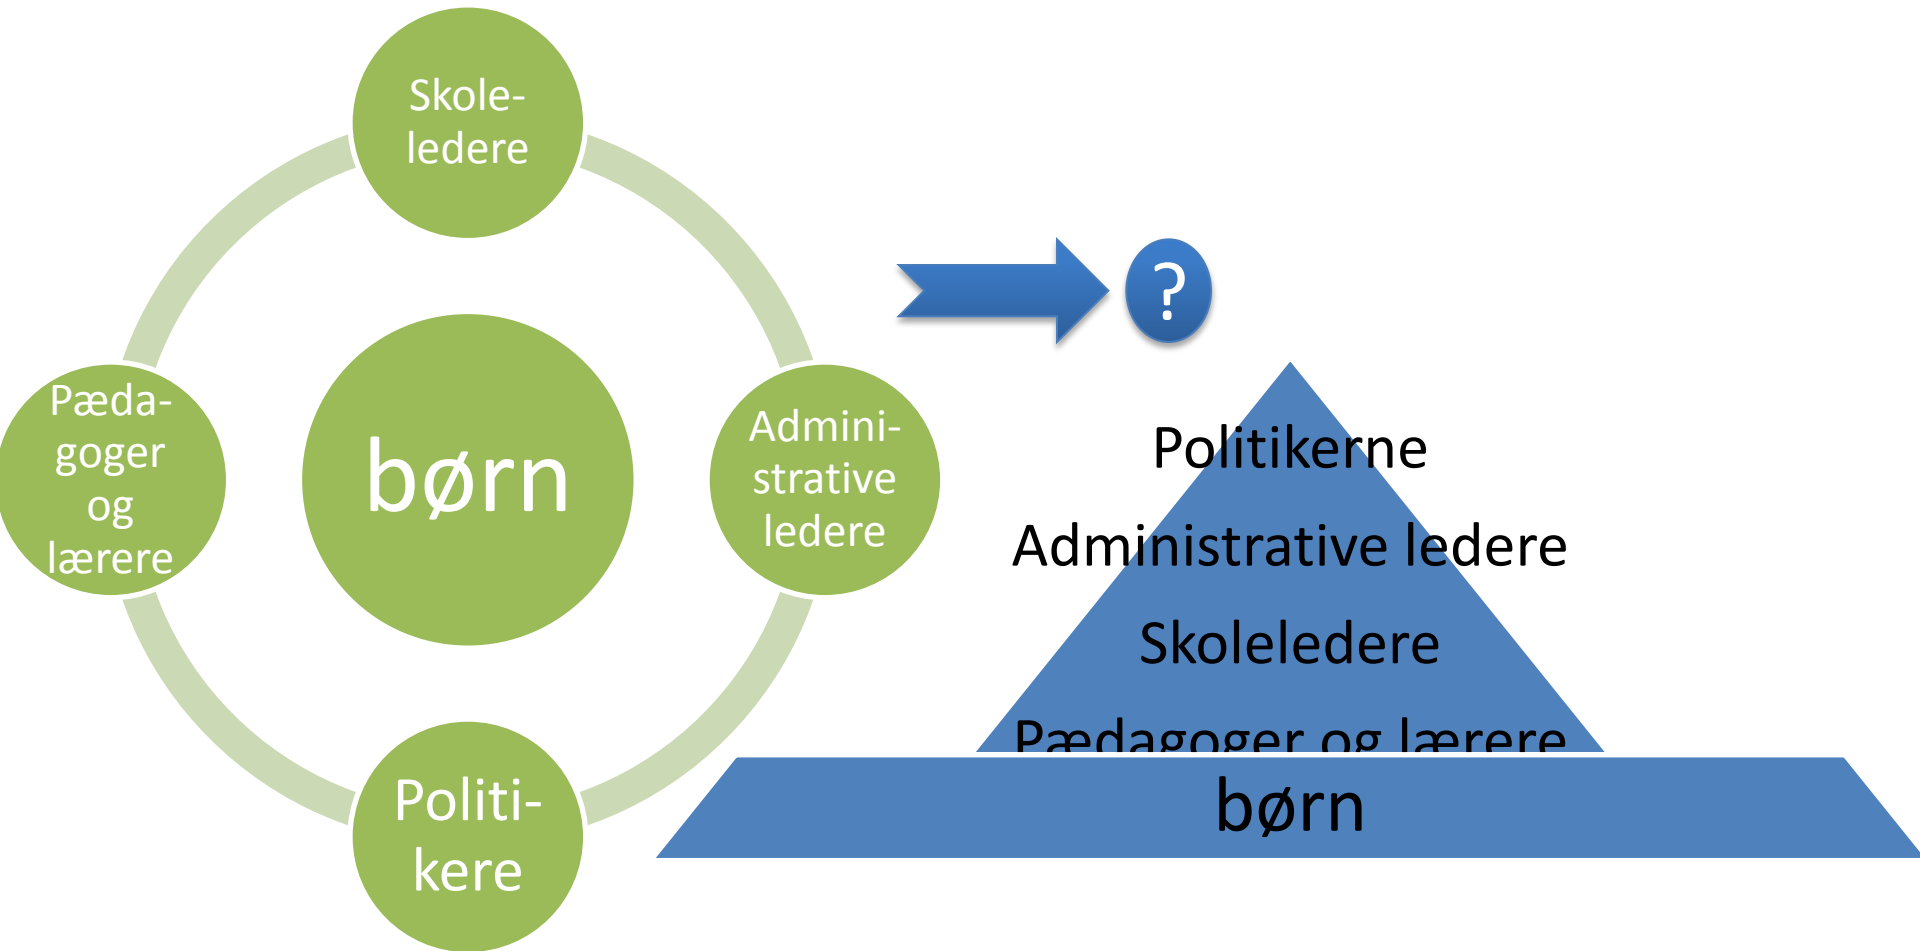 Skole-
ledere
Pæda-
goger
og
lærere
børn
Admini-
strative
ledere
Politi-
kere
?
Politikerne
Administrative ledere
Skoleledere
Pædagoger og lærere
børn